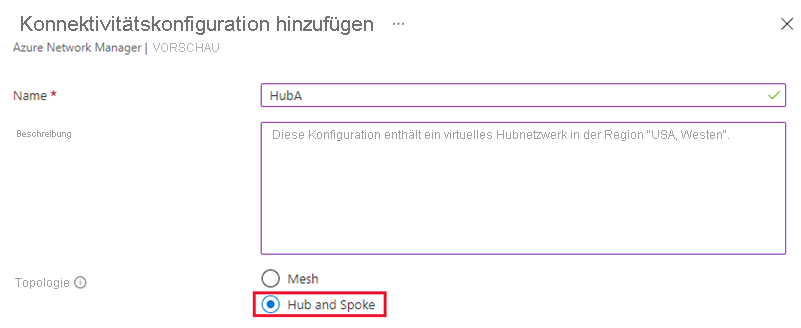 Konnektivitätskonfiguration hinzufügen ...
Azure Network Manager | VORSCHAU
Name * HubA
Beschreibung Diese Konfiguration enthält ein virtuelles Hubnetzwerk in der Region "USA, Westen".
Topologie Mesh
Hub and Spoke